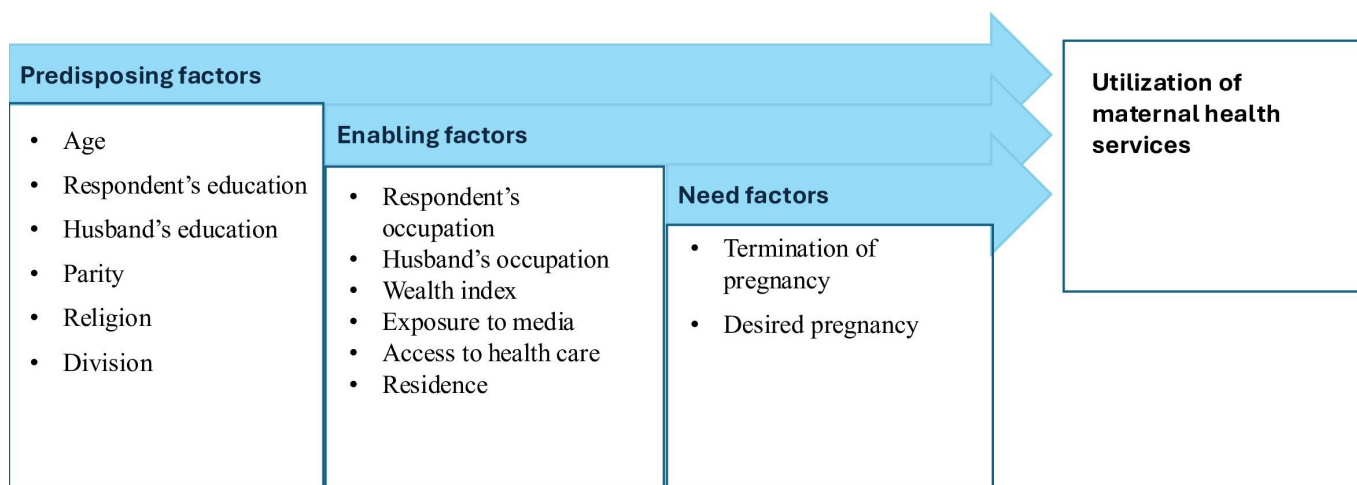 Predisposing factors
• Age
• Respondent’s education
• Husband’s education
• Parity
• Religion
• Division
Enabling factors
• Respondent’s
occupation
• Husband’s occupation
• Wealth index
• Exposure to media
• Access to health care
• Residence
Need factors
• Termination of
pregnancy
• Desired pregnancy
Utilization of
maternal health
services